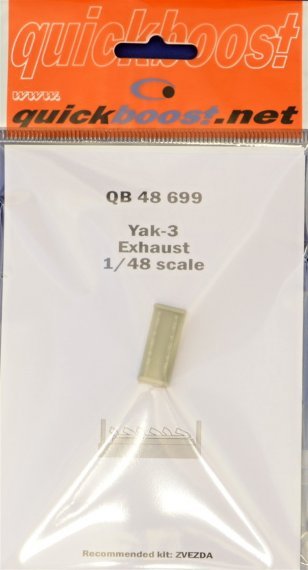 quickboost
www.
quickboost.net
QB 48 699
Yak-3
Exhaust
1/48 scale
Recommended kit: ZVEZDA